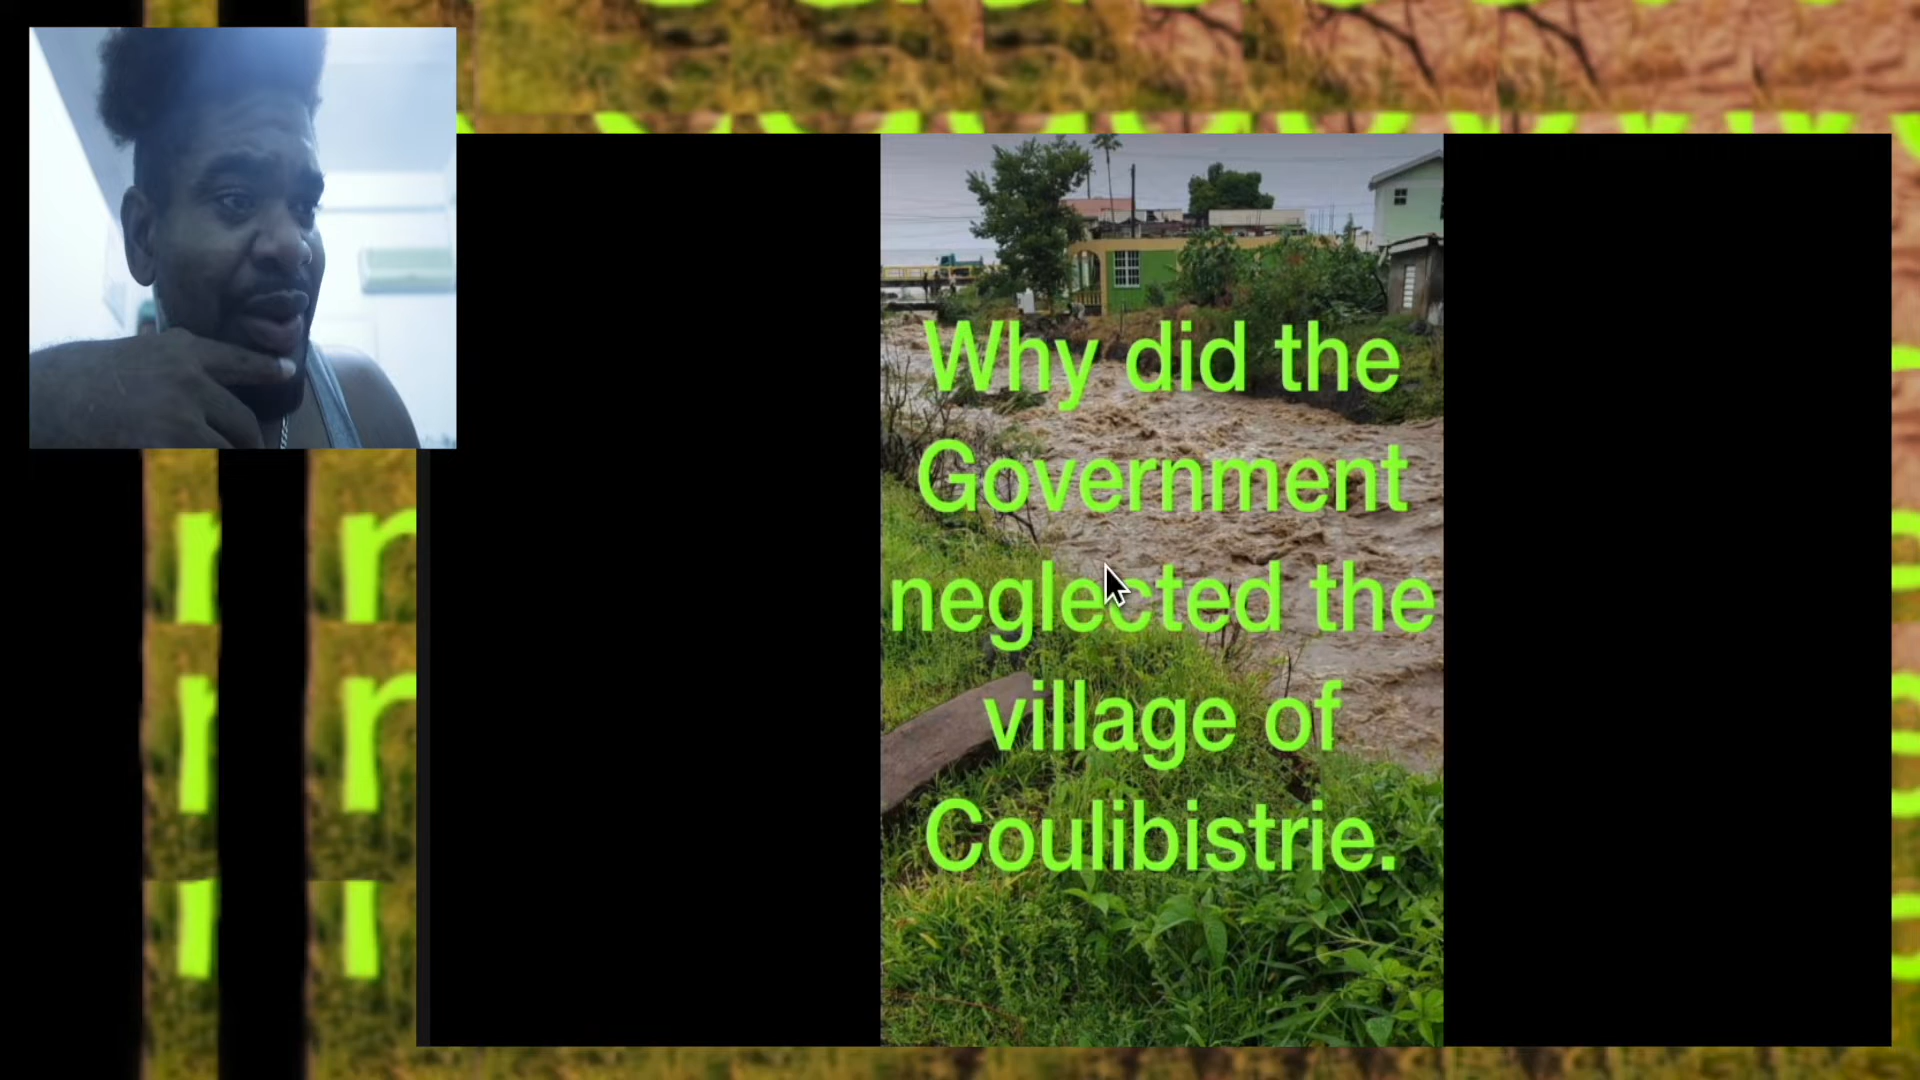 Why did the
Government
neglected the
village of
Coulibistrie.